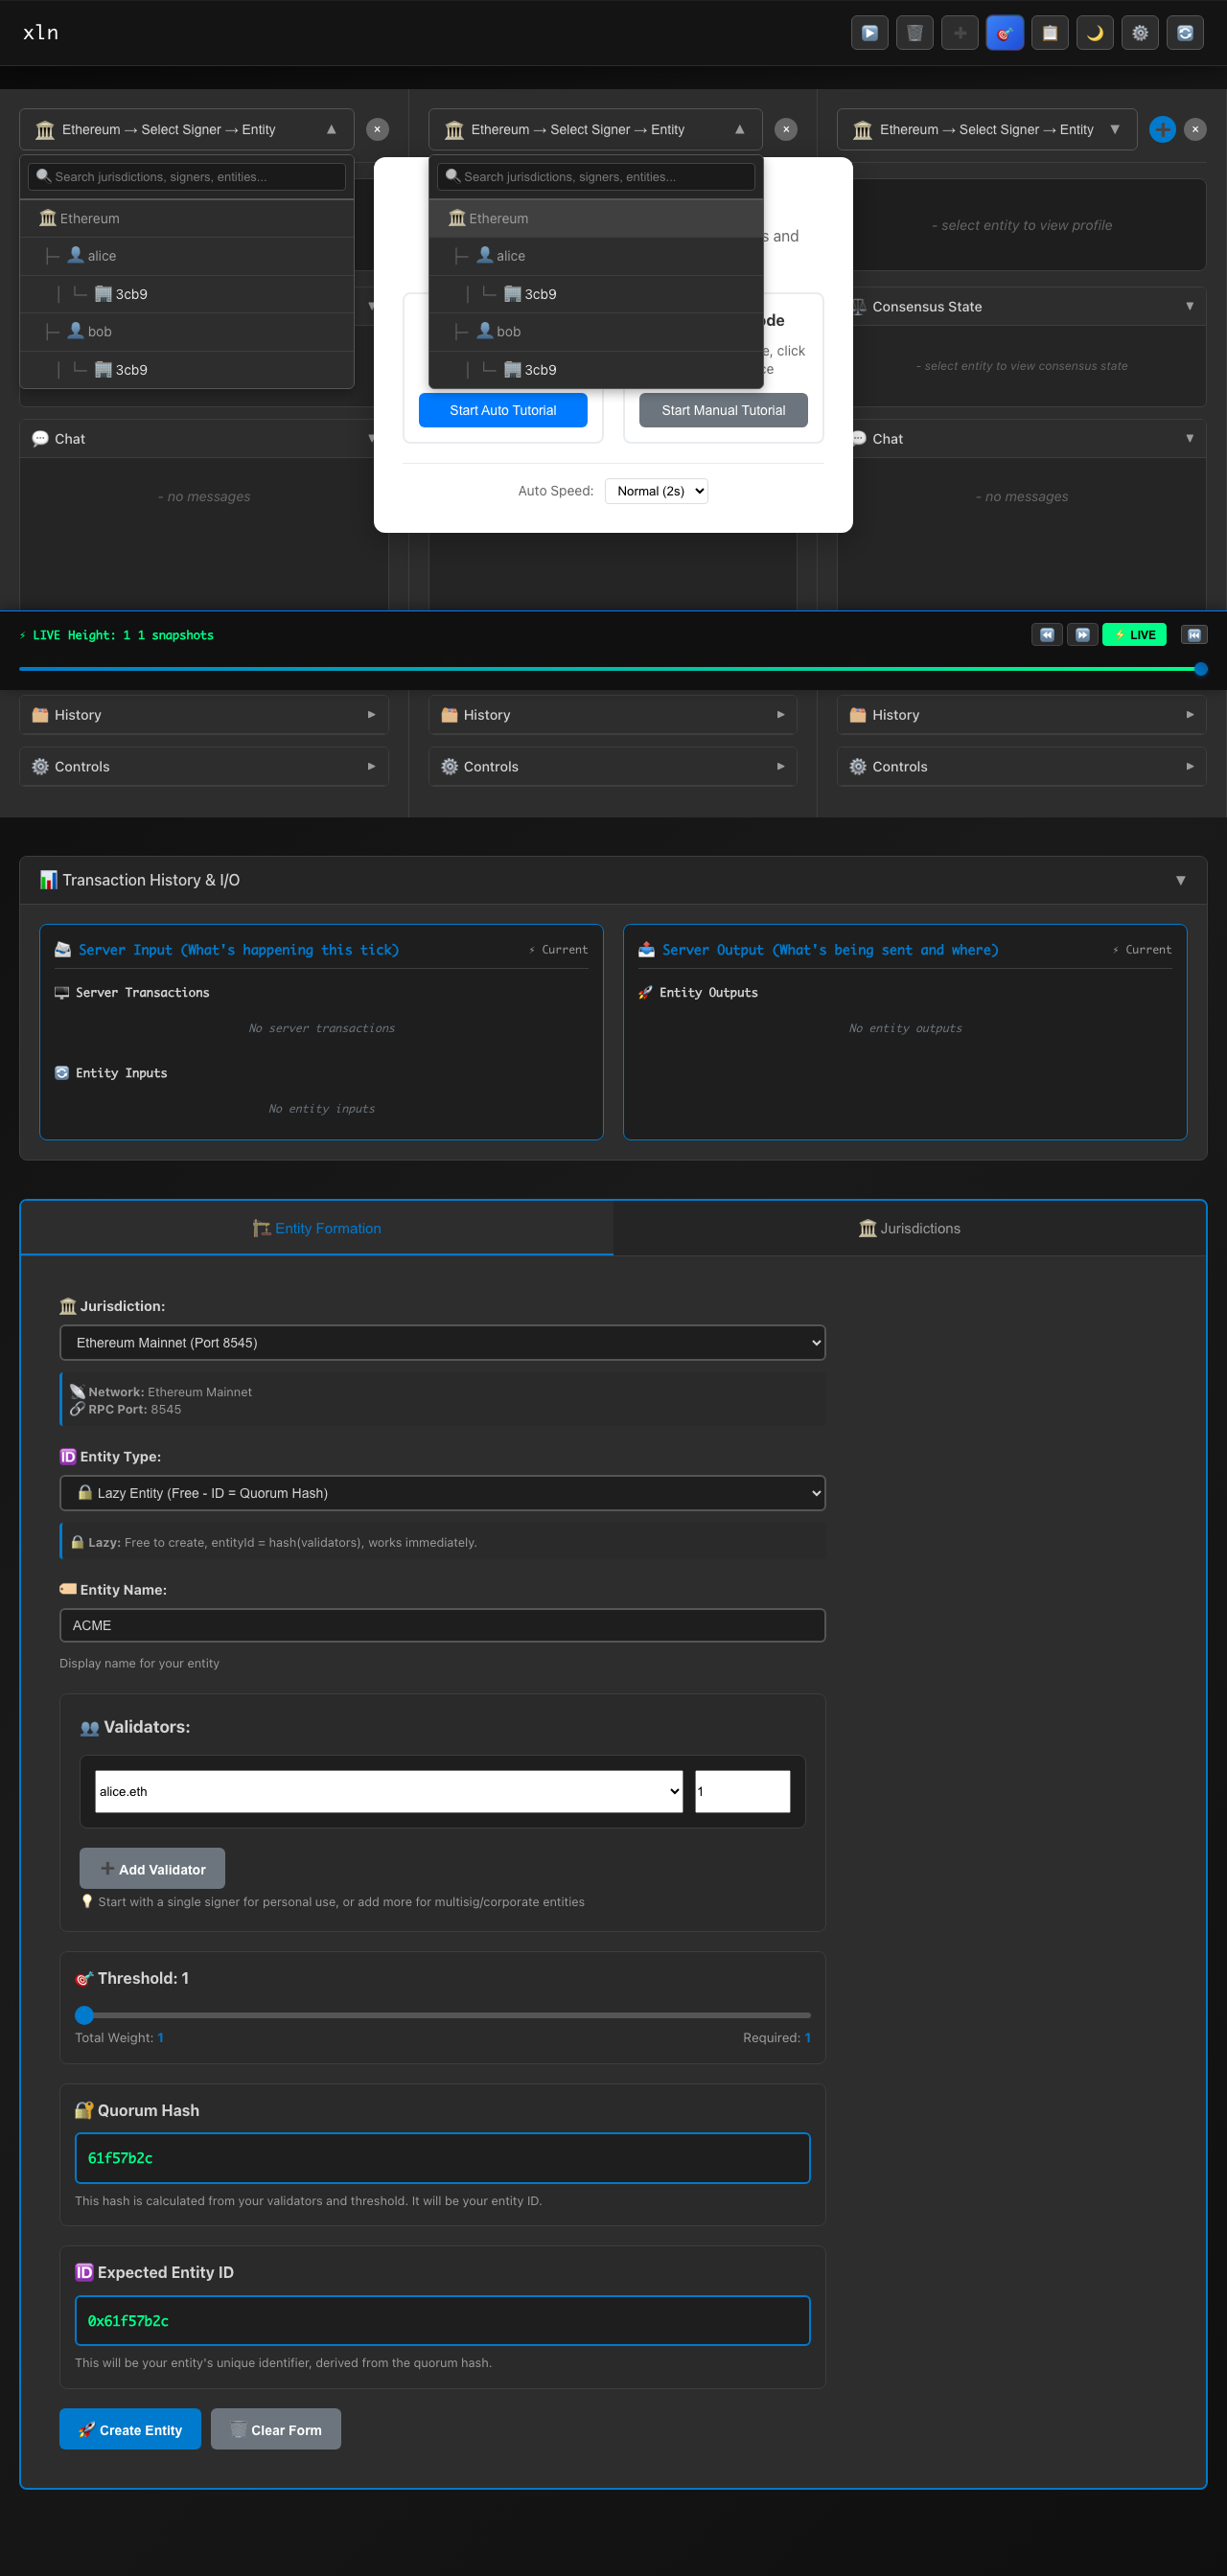 xln
Ethereum → Select Signer → Entity
Search jurisdictions, signers, entities...
Ethereum
├─ alice
│ └─ 3cb9
├─ bob
│ └─ 3cb9
Chat
- no messages
Ethereum → Select Signer → Entity
Search jurisdictions, signers, entities...
Ethereum
├─ alice
│ └─ 3cb9
├─ bob
│ └─ 3cb9
s and
ode
e, click
ce
Start Auto Tutorial
Start Manual Tutorial
Auto Speed: Normal (2s)
Ethereum → Select Signer → Entity
- select entity to view profile
Consensus State
- select entity to view consensus state
Chat
- no messages
⚡ LIVE Height: 1 1 snapshots
⚡ LIVE
History
Controls
History
Controls
History
Controls
Transaction History & I/O
Server Input (What's happening this tick) ⚡ Current
Server Transactions
No server transactions
Entity Inputs
No entity inputs
Server Output (What's being sent and where) ⚡ Current
Entity Outputs
No entity outputs
Entity Formation
Jurisdictions
Jurisdiction:
Ethereum Mainnet (Port 8545)
Network: Ethereum Mainnet
RPC Port: 8545
🆔 Entity Type:
Lazy Entity (Free - ID = Quorum Hash)
Lazy: Free to create, entityId = hash(validators), works immediately.
Entity Name:
ACME
Display name for your entity
Validators:
alice.eth 1
Add Validator
Start with a single signer for personal use, or add more for multisig/corporate entities
Threshold: 1
Total Weight: 1 Required: 1
Quorum Hash
61f57b2c
This hash is calculated from your validators and threshold. It will be your entity ID.
🆔 Expected Entity ID
0x61f57b2c
This will be your entity's unique identifier, derived from the quorum hash.
Create Entity
Clear Form